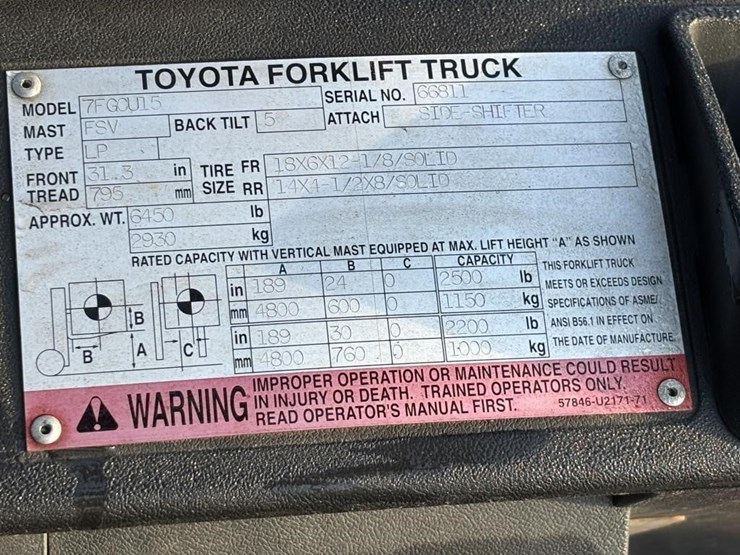 TOYOTA FORKLIFT TRUCK
MODEL 7FGCU15 SERIAL NO. 66811
MAST FSV BACK TILT 5 ATTACH SIDE-SHIFTER
TYPE LP
FRONT TREAD 31.3 in 795 mm
TIRE SIZE FR 18X6X12-1/8/SOLID
RR 14X4-1/2X8/SOLID
APPROX. WT. 6450 lb
2930 kg
RATED CAPACITY WITH VERTICAL MAST EQUIPPED AT MAX. LIFT HEIGHT "A" AS SHOWN
A B C CAPACITY
in 189 24 0 2500 lb
mm 4800 600 0 1150 kg
in 189 30 0 2200 lb
mm 4800 760 0 1000 kg
B B A C
THIS FORKLIFT TRUCK
MEETS OR EXCEEDS DESIGN
SPECIFICATIONS OF ASME/
ANSI B56.1 IN EFFECT ON
THE DATE OF MANUFACTURE.
WARNING
IMPROPER OPERATION OR MAINTENANCE COULD RESULT
IN INJURY OR DEATH. TRAINED OPERATORS ONLY.
READ OPERATOR'S MANUAL FIRST.
57846-U2171-71